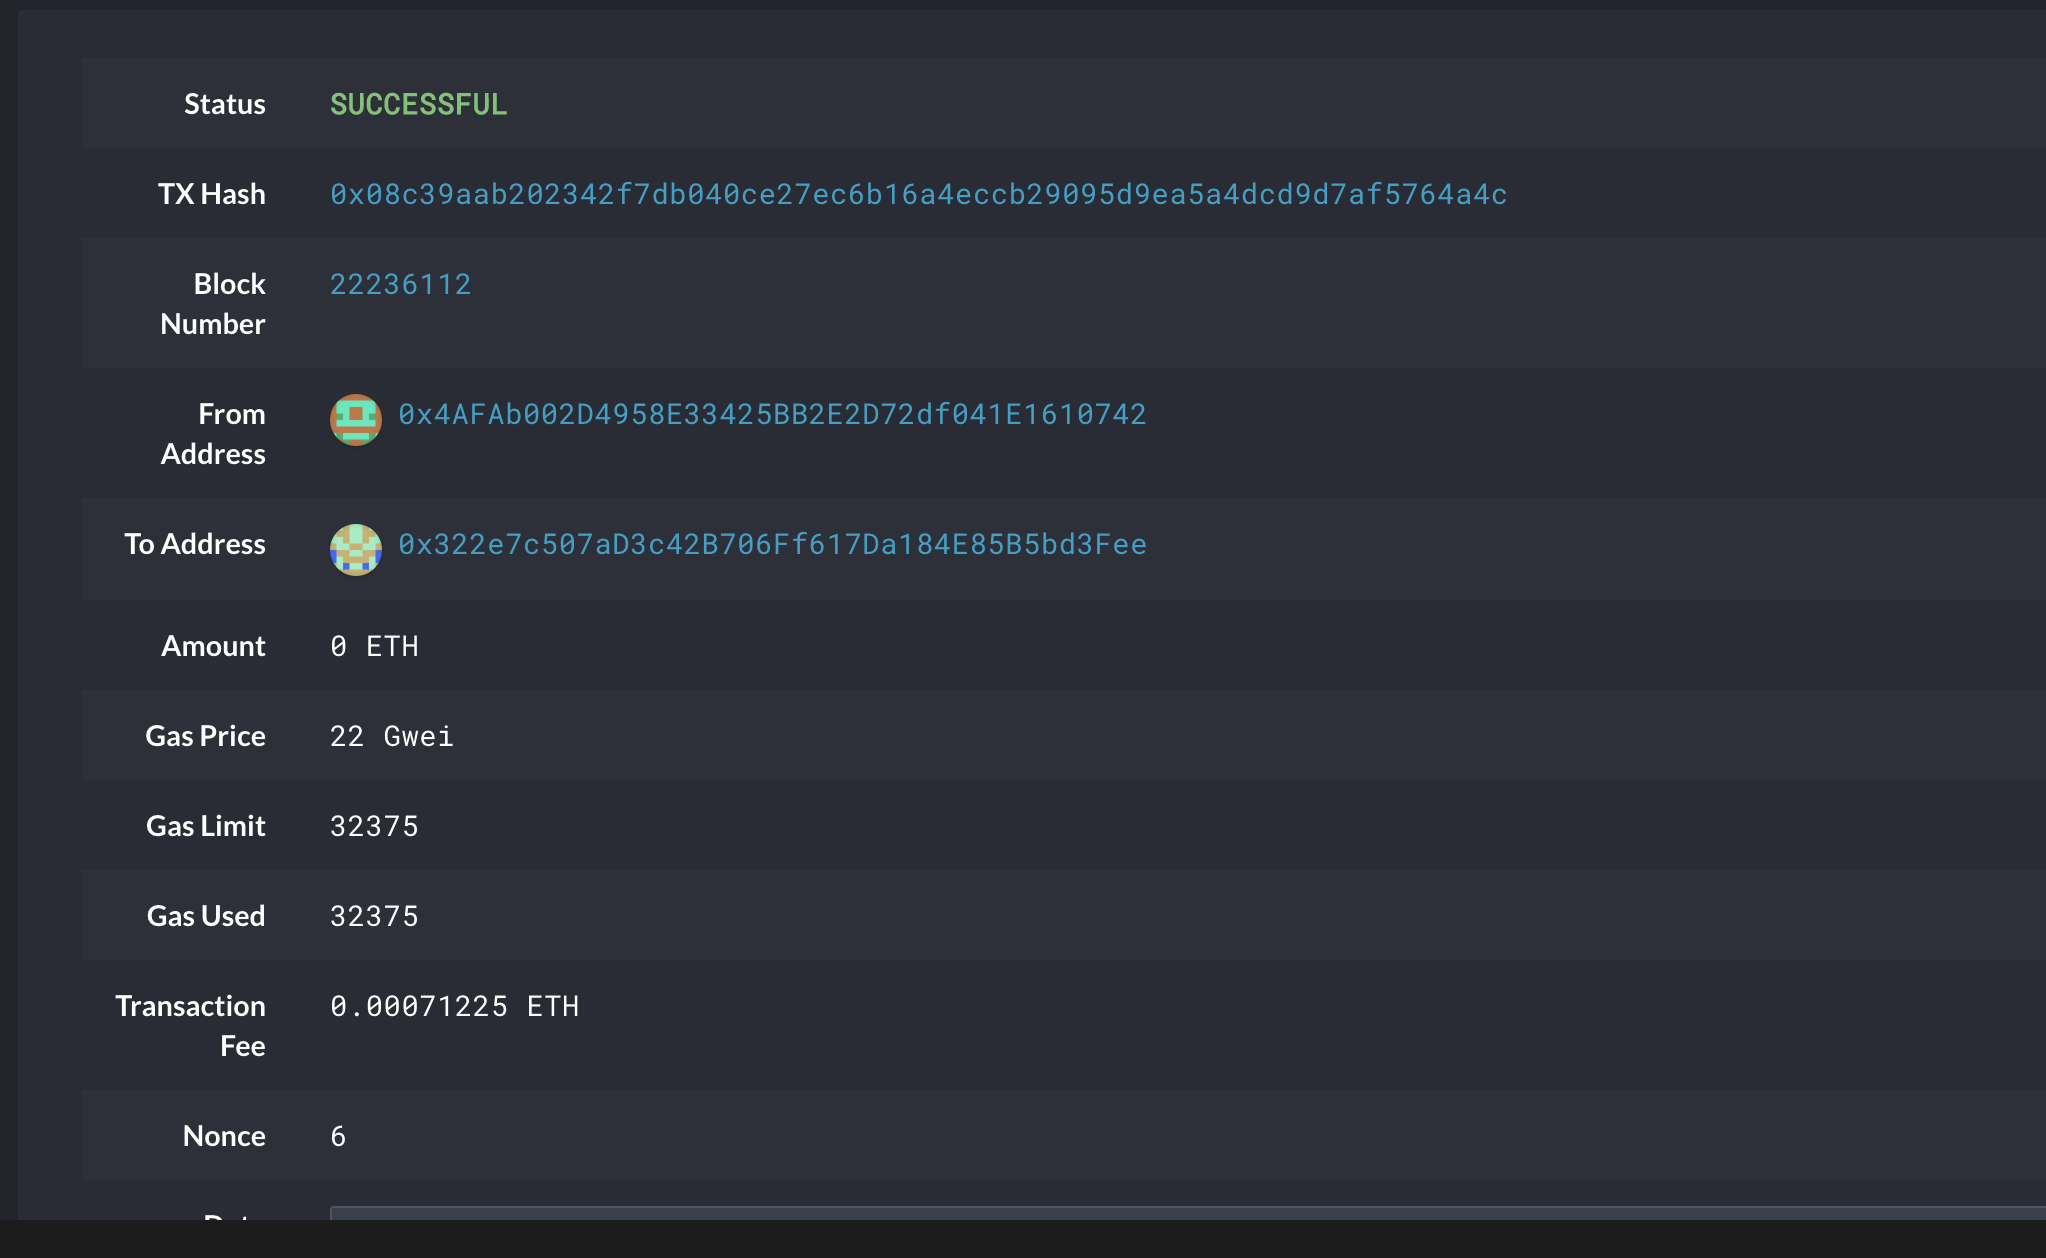 Status SUCCESSFUL
TX Hash 0x08c39aab202342f7db040ce27ec6b16a4eccb29095d9ea5a4dcd9d7af5764a4c
Block 22236112
Number
From 0x4AFAb002D4958E33425BB2E2D72df041E1610742
Address
To Address 0x322e7c507aD3c42B706Ff617Da184E85B5bd3Fee
Amount 0 ETH
Gas Price 22 Gwei
Gas Limit 32375
Gas Used 32375
Transaction 0.00071225 ETH
Fee
Nonce 6